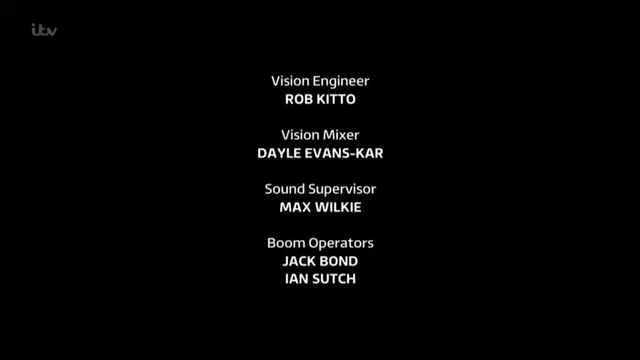 itv
Vision Engineer
ROB KITTO
Vision Mixer
DAYLE EVANS-KAR
Sound Supervisor
MAX WILKIE
Boom Operators
JACK BOND
IAN SUTCH